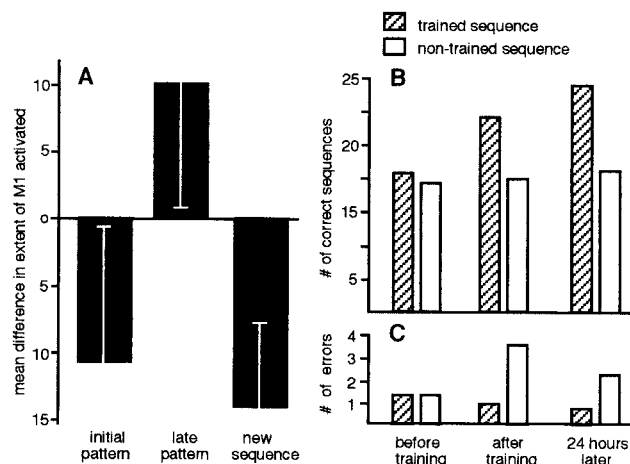 trained sequence
non-trained sequence
A
mean difference in extent of M1 activated
10
5
0
5
10
15
initial pattern
late pattern
new sequence
B
# of correct sequences
25
15
5
C
# of errors
4
3
2
1
before training
after training
24 hours later